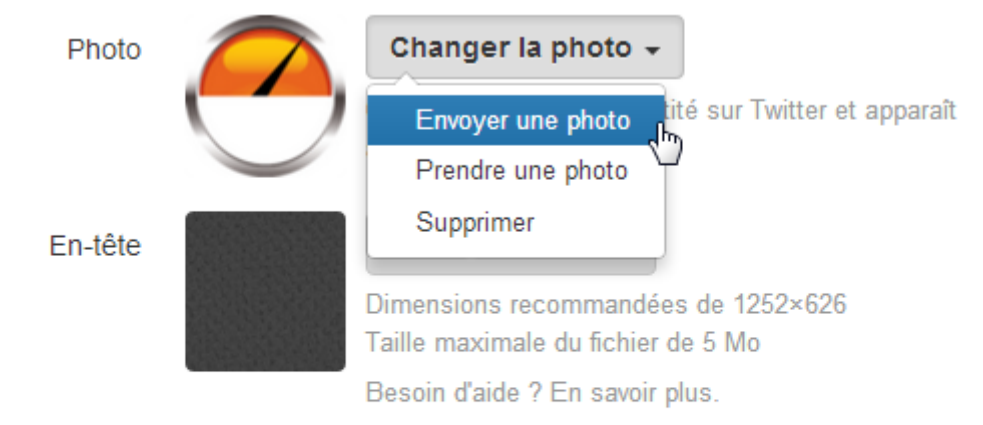 Photo
Changer la photo
Envoyer une photo
tité sur Twitter et apparaît
Prendre une photo
Supprimer
En-tête
Dimensions recommandées de 1252×626
Taille maximale du fichier de 5 Mo
Besoin d'aide ? En savoir plus.